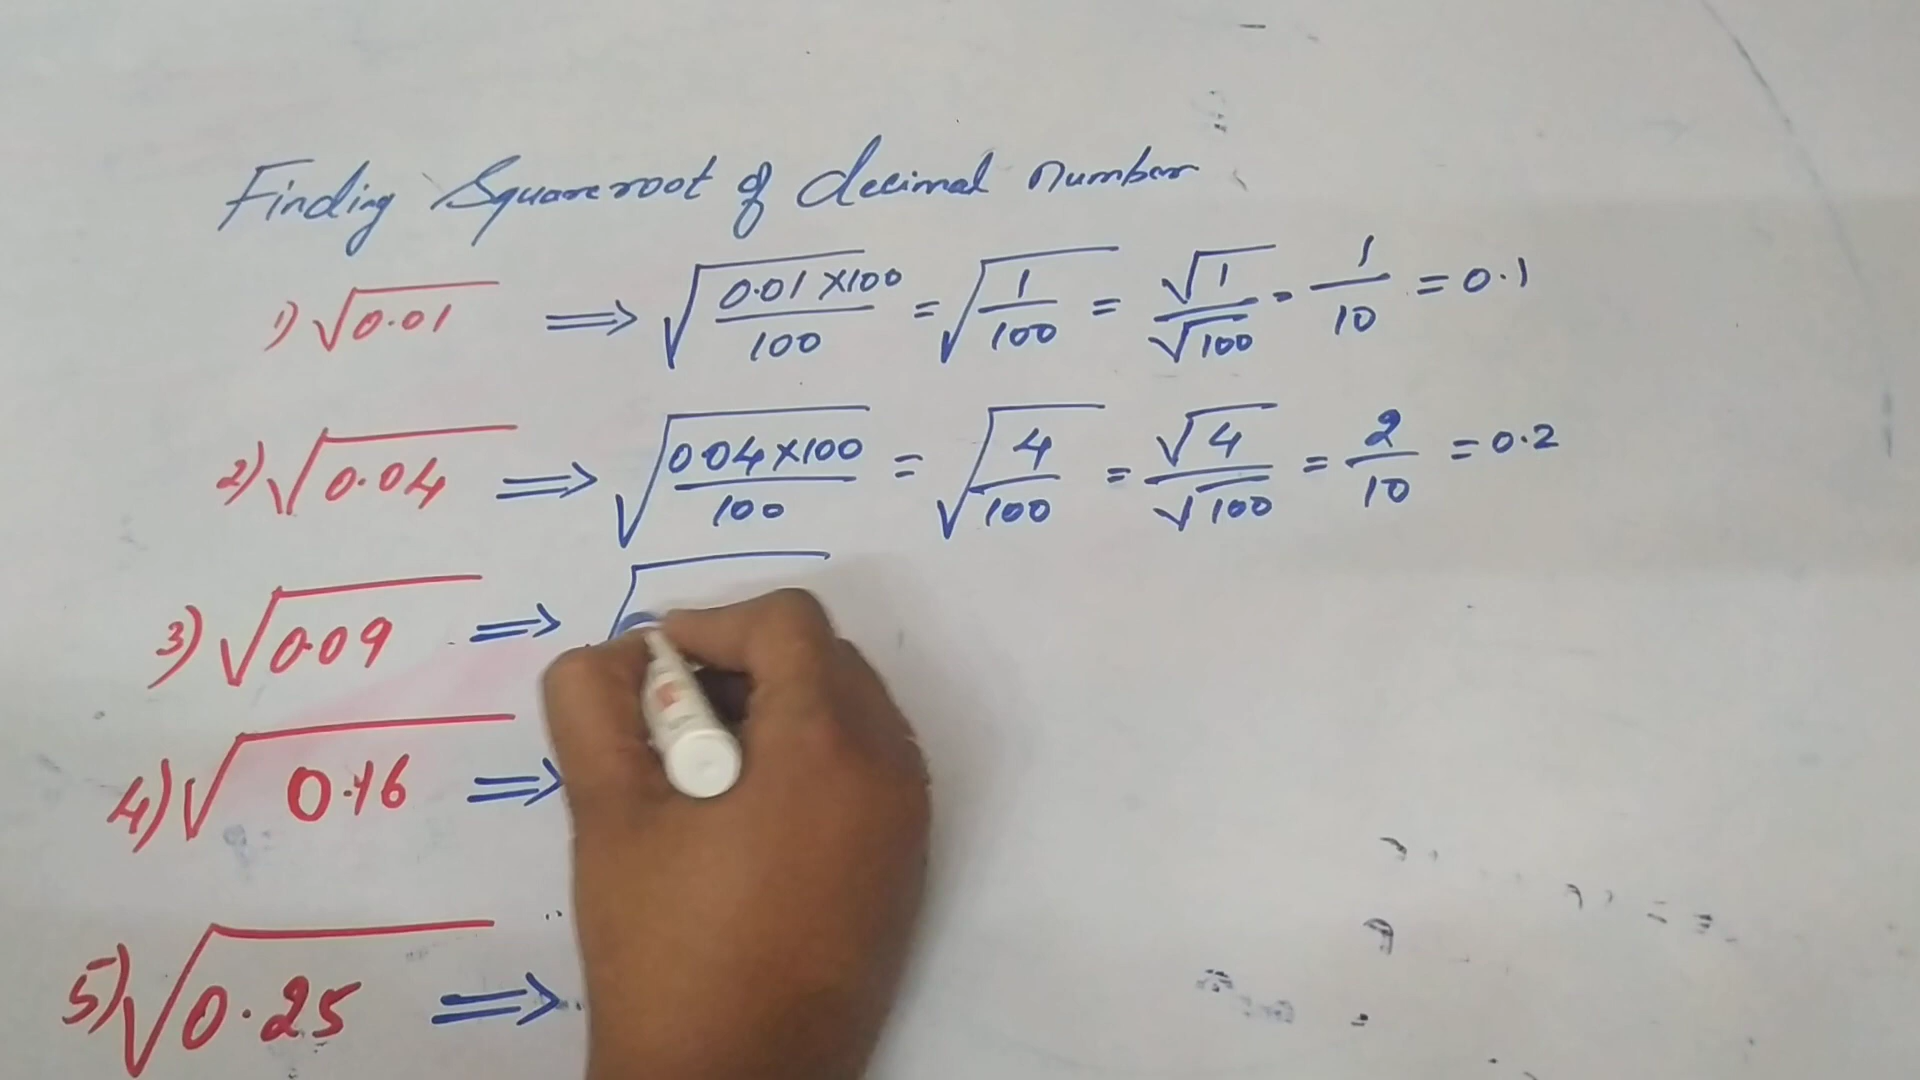 Finding Squareroot of decimal number
1) √0.01 ⟹ √(0.01×100/100) = √(1/100) = √1/√100 - 1/10 = 0.1
2) √0.04 ⟹ √(0.04×100/100) = √(4/100) = √4/√100 = 2/10 = 0.2
3) √0.09 ⟹ √
4) √0.16 ⟹
5) √0.25 ⟹